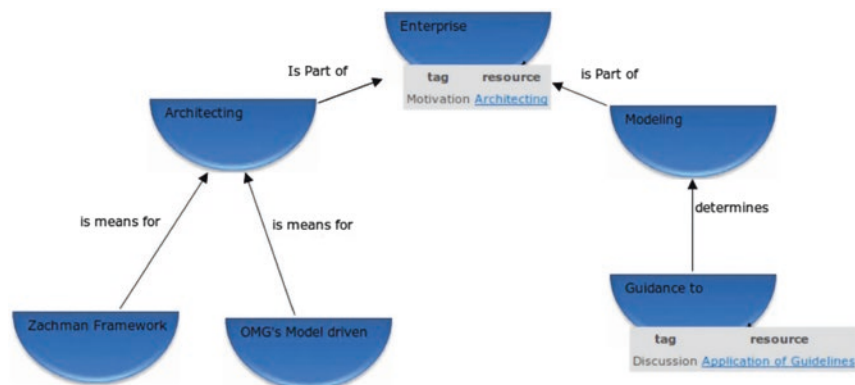 Enterprise
tag resource
Motivation Architecting
Is Part of
is Part of
Architecting
Modeling
is means for
is means for
determines
Zachman Framework
OMG's Model driven
Guidance to
tag resource
Discussion Application of Guidelines